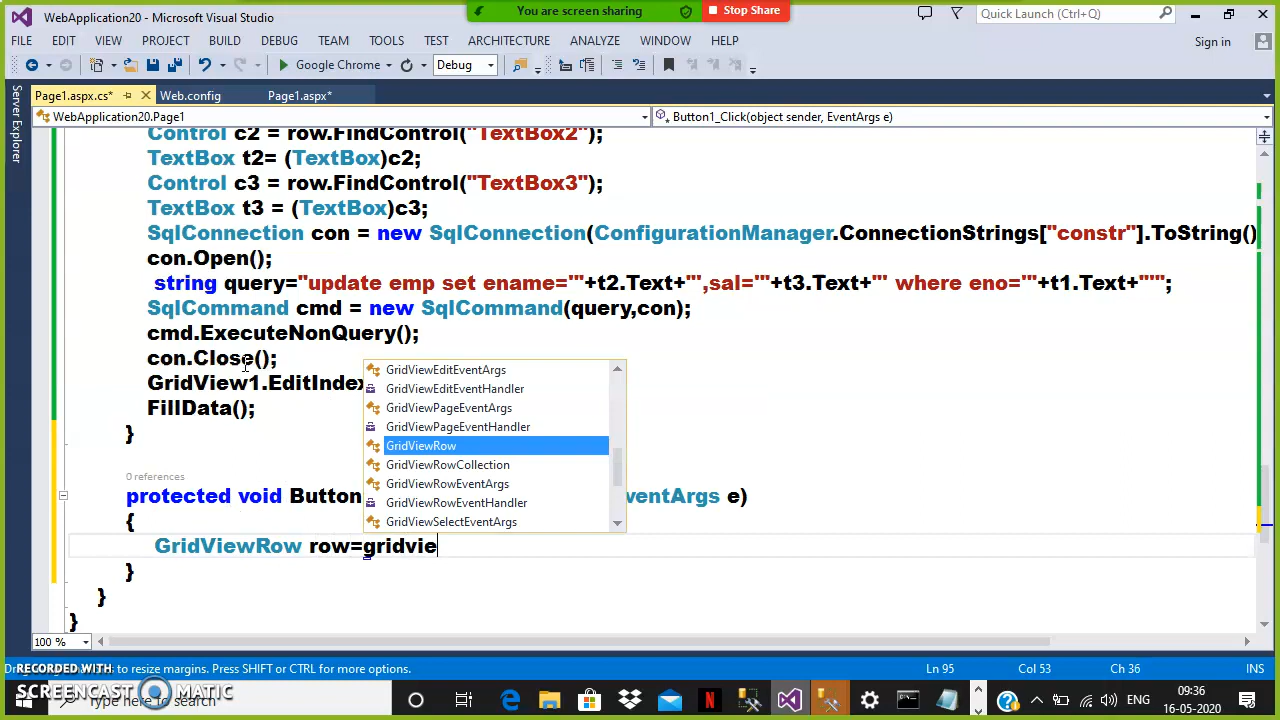 WebApplication20 - Microsoft Visual Studio
You are screen sharing
Stop Share
Quick Launch (Ctrl+Q)
FILE EDIT VIEW PROJECT BUILD DEBUG TEAM TOOLS TEST ARCHITECTURE ANALYZE WINDOW HELP
Sign in
Google Chrome
Debug
Server Explorer
Page1.aspx.cs*
Web.config
Page1.aspx*
WebApplication20.Page1
Button1_Click(object sender, EventArgs e)
Control c2 = row.FindControl("TextBox2");
TextBox t2= (TextBox)c2;
Control c3 = row.FindControl("TextBox3");
TextBox t3 = (TextBox)c3;
SqlConnection con = new SqlConnection(ConfigurationManager.ConnectionStrings["constr"].ToString()
con.Open();
string query="update emp set ename='"+t2.Text+"',sal='"+t3.Text+"' where eno='"+t1.Text+"'";
SqlCommand cmd = new SqlCommand(query,con);
cmd.ExecuteNonQuery();
con.Close();
GridView1.EditIndex
FillData();
}
GridViewEditEventArgs
GridViewEditEventHandler
GridViewPageEventArgs
GridViewPageEventHandler
GridViewRow
GridViewRowCollection
GridViewRowEventArgs
GridViewRowEventHandler
GridViewSelectEventArgs
0 references
protected void Button
EventArgs e)
{
GridViewRow row=gridvie
}
}
}
100 %
to resize margins. Press SHIFT or CTRL for more options.
Ln 95
Col 53
Ch 36
INS
RECORDED WITH
SCREENCAST MATIC
here to search
ENG
09:36
16-05-2020